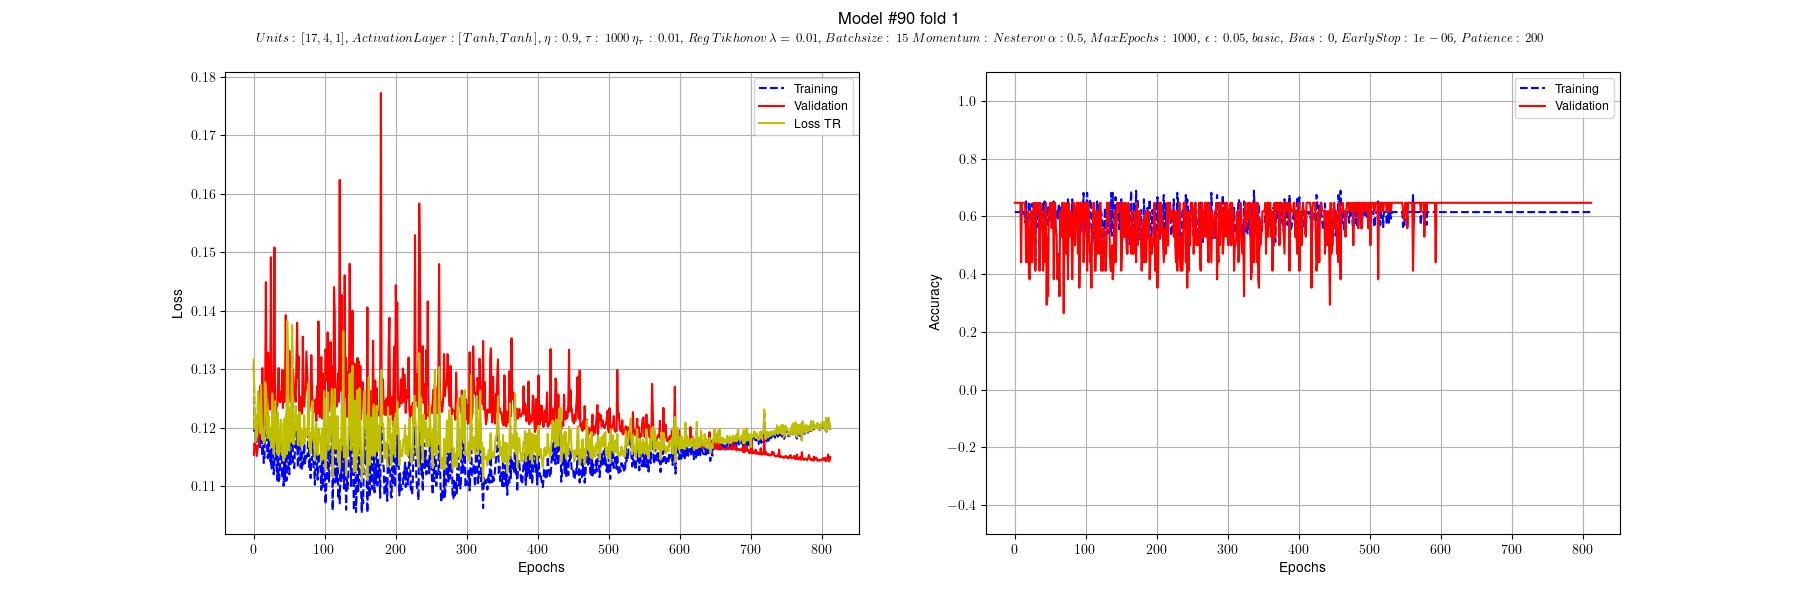 Model #90 fold 1
Units : [17, 4, 1], ActivationLayer : [Tanh, Tanh], η : 0.9, τ : 1000 ητ : 0.01, Reg Tikhonov λ = 0.01, Batchsize : 15 Momentum : Nesterov α : 0.5, MaxEpochs : 1000, ϵ : 0.05, basic, Bias : 0, EarlyStop : 1e − 06, Patience : 200
0.18
0.17
0.16
0.15
0.14
0.13
0.12
0.11
Loss
Training
Validation
Loss TR
0 100 200 300 400 500 600 700 800
Epochs
1.0
0.8
0.6
0.4
0.2
0.0
−0.2
−0.4
Accuracy
Training
Validation
0 100 200 300 400 500 600 700 800
Epochs